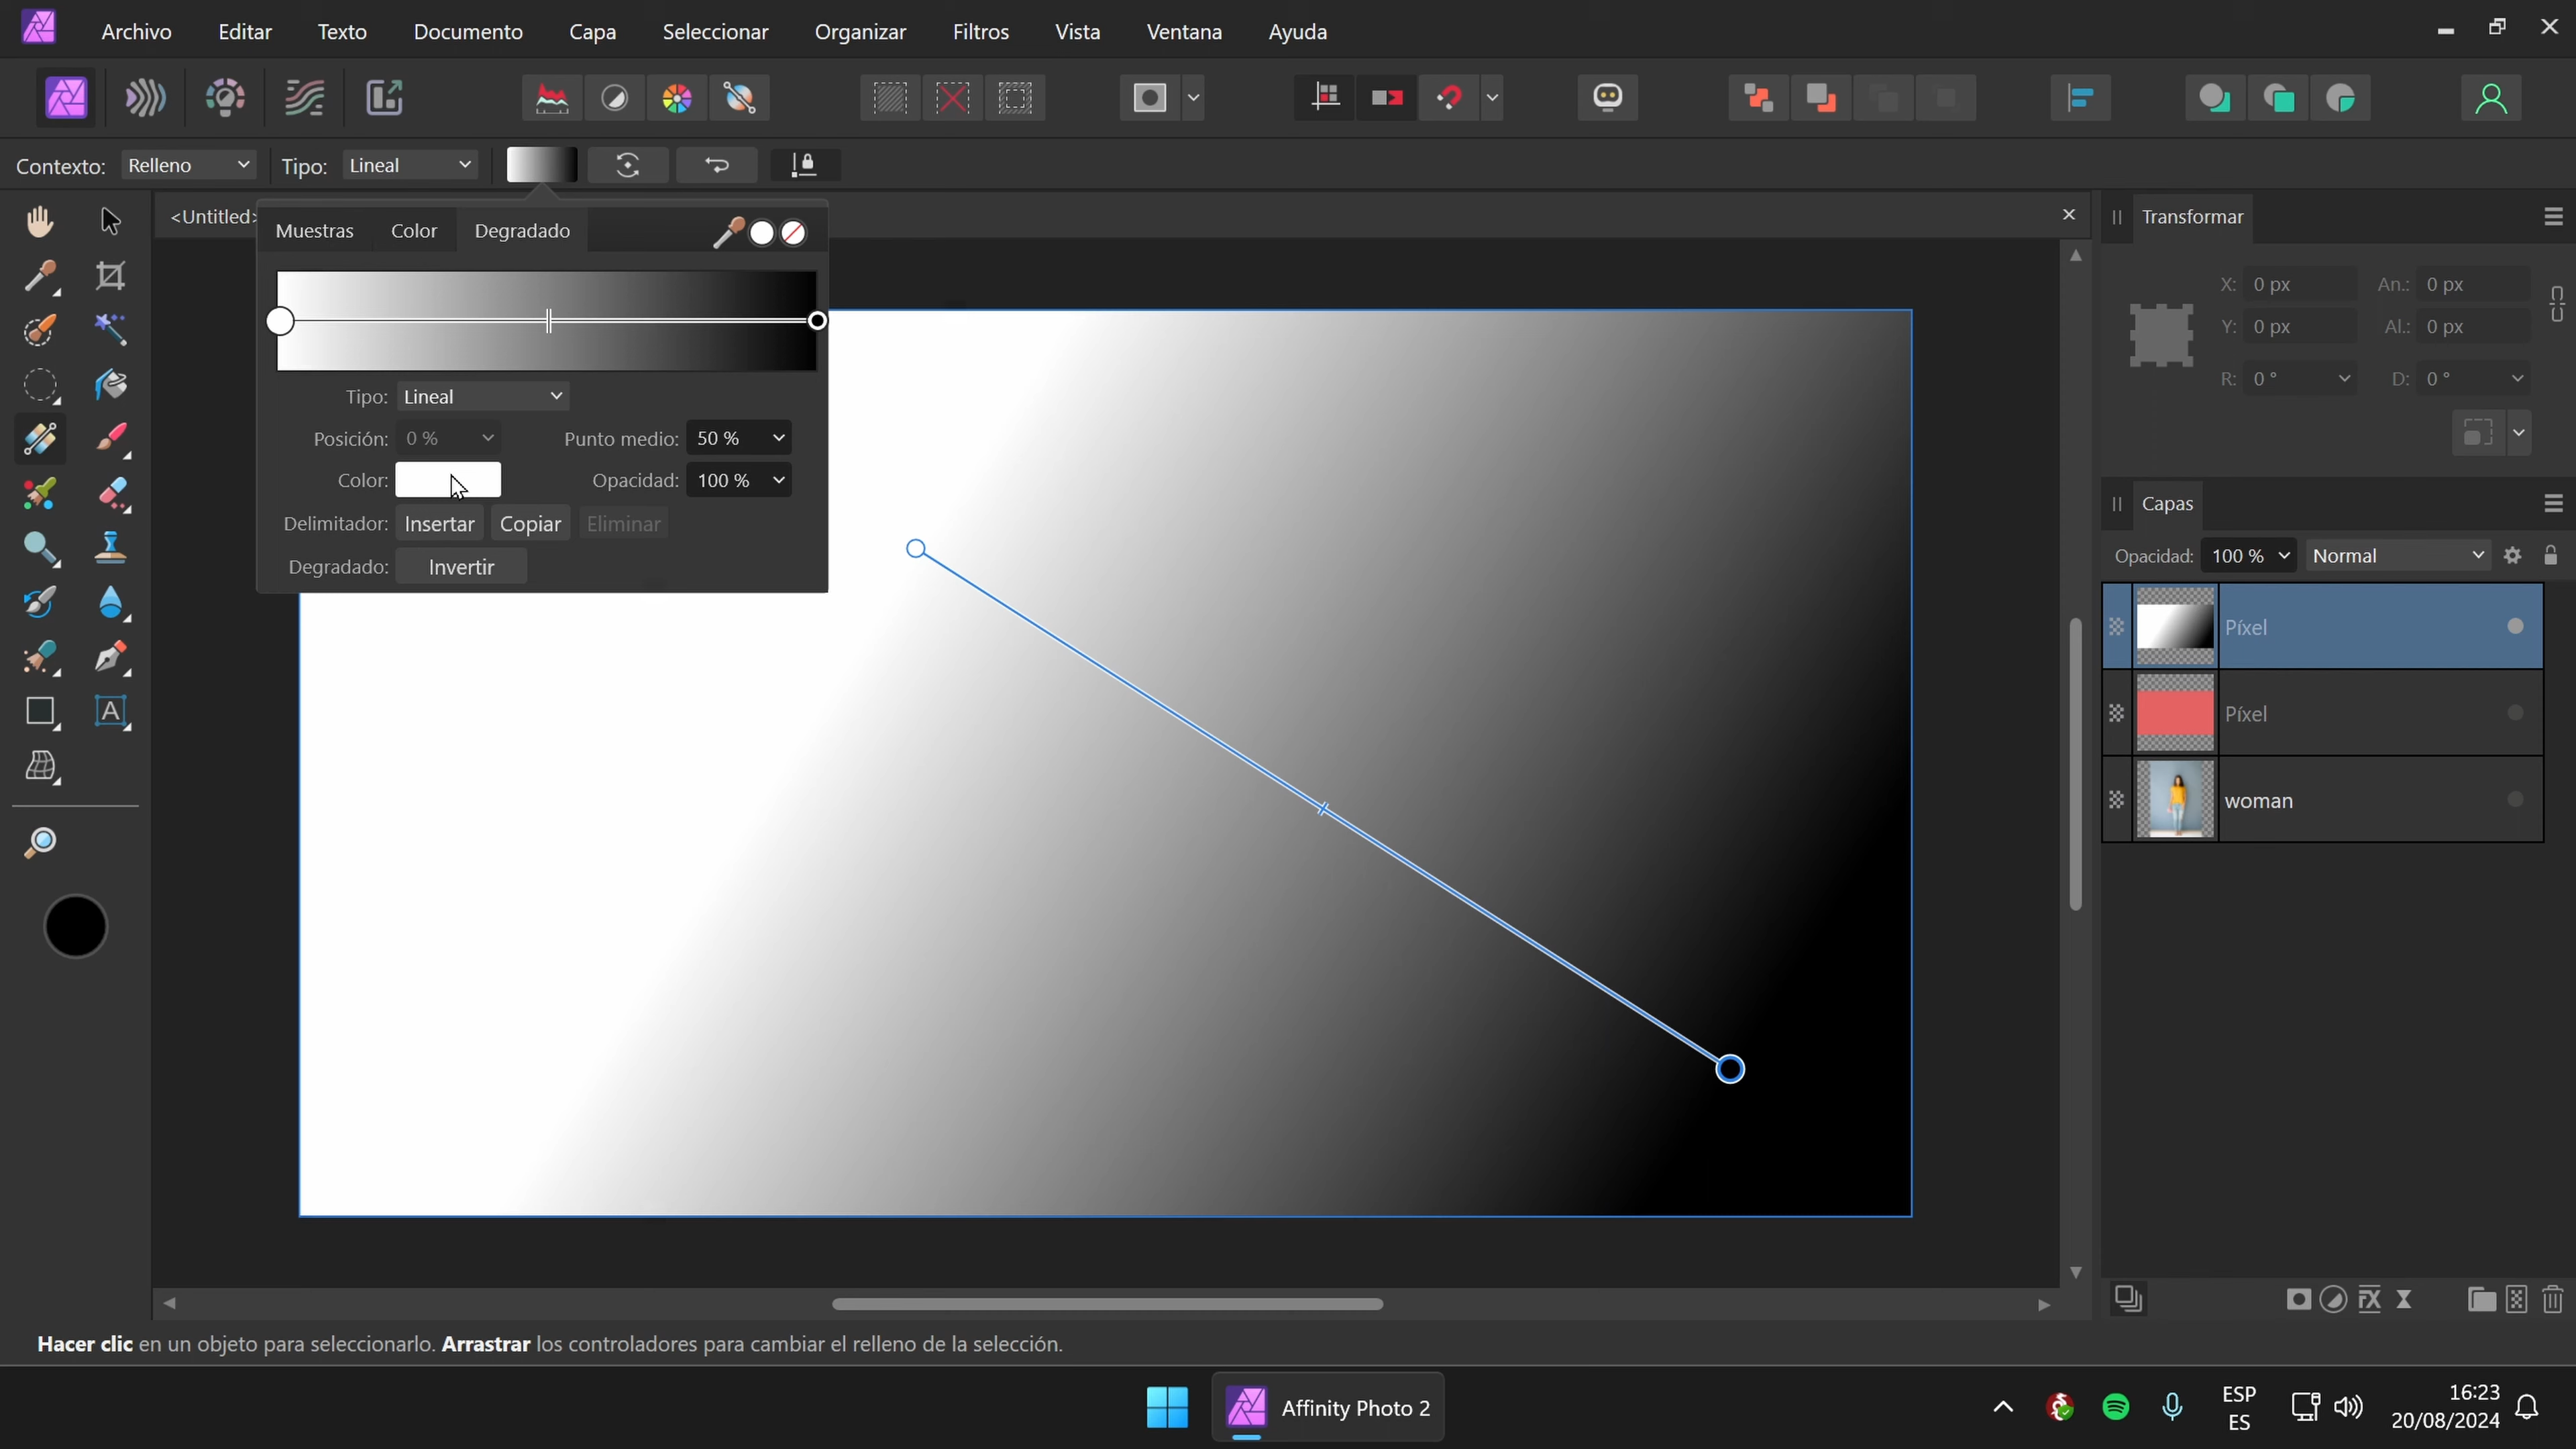 Archivo Editar Texto Documento Capa Seleccionar Organizar Filtros Vista Ventana Ayuda
Contexto: Relleno Tipo: Lineal
<Untitled>
Muestras Color Degradado
Tipo: Lineal
Posición: 0 % Punto medio: 50 %
Color: Opacidad: 100 %
Delimitador: Insertar Copiar Eliminar
Degradado: Invertir
Transformar
X: 0 px An.: 0 px
Y: 0 px Al.: 0 px
R: 0 ° D: 0 °
Capas
Opacidad: 100 % Normal
Píxel
Píxel
woman
Hacer clic en un objeto para seleccionarlo. Arrastrar los controladores para cambiar el relleno de la selección.
Affinity Photo 2
ESP
ES
16:23
20/08/2024